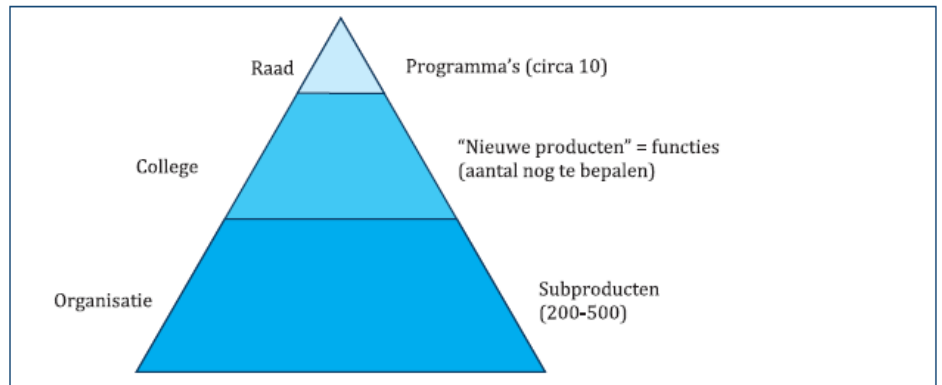 Raad
Programma's (circa 10)
College
“Nieuwe producten” = functies
(aantal nog te bepalen)
Organisatie
Subproducten
(200-500)